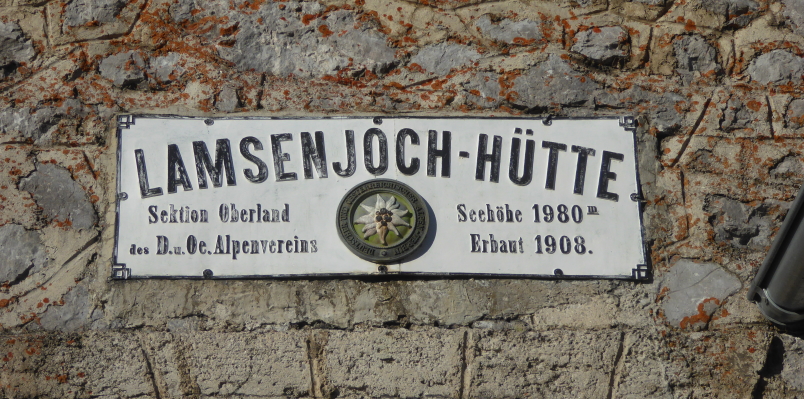 LAMSENJOCH-HÜTTE
Sektion Oberland
des D.u.Oe.Alpenvereins
Seehöhe 1980 m
Erbaut 1908.